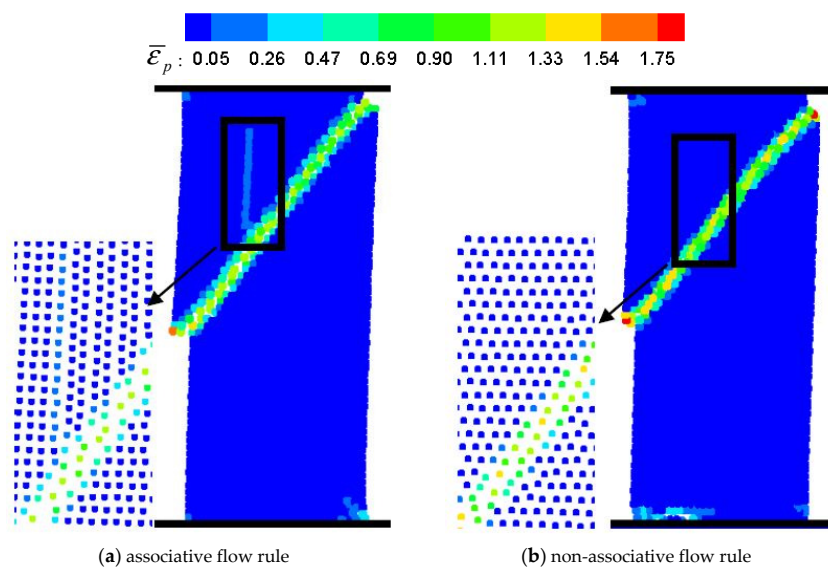 ε̅p : 0.05 0.26 0.47 0.69 0.90 1.11 1.33 1.54 1.75
(a) associative flow rule
(b) non-associative flow rule